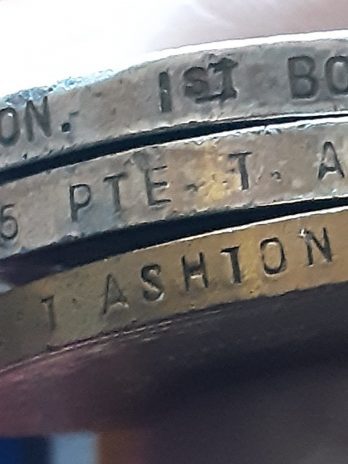 ON. 1ST BO
5 PTE. T. A
T ASHTON